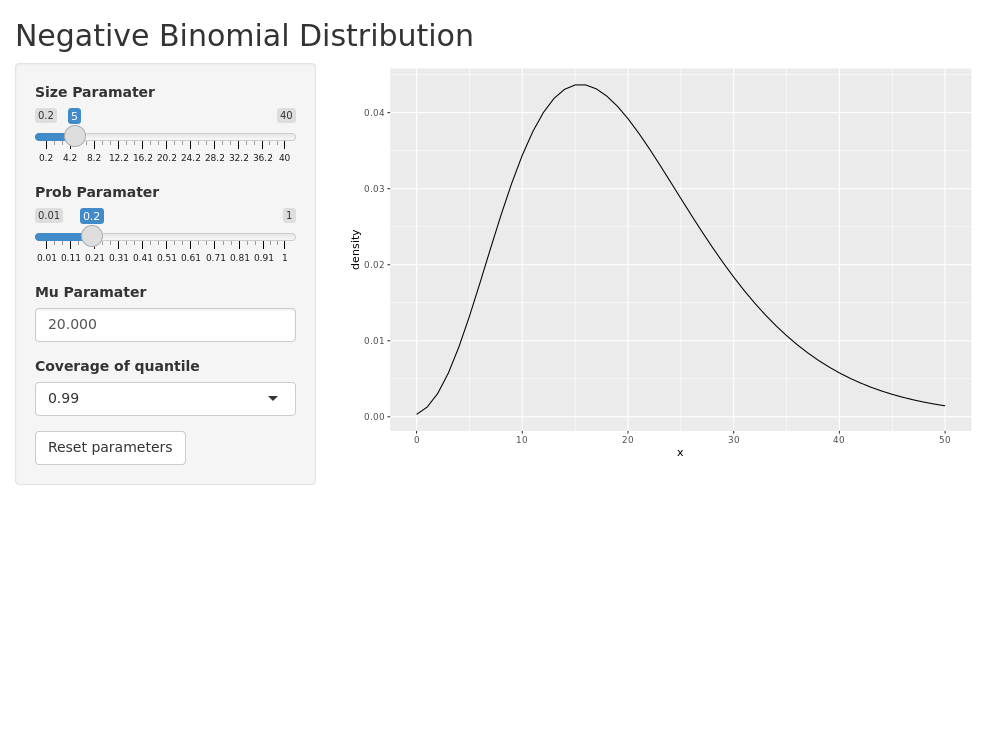 Negative Binomial Distribution
Size Paramater
0.2 5 40
0.2 4.2 8.2 12.2 16.2 20.2 24.2 28.2 32.2 36.2 40
Prob Paramater
0.01 0.2 1
0.01 0.11 0.21 0.31 0.41 0.51 0.61 0.71 0.81 0.91 1
Mu Paramater
20.000
Coverage of quantile
0.99
Reset parameters
density
0.04
0.03
0.02
0.01
0.00
0 10 20 30 40 50
x